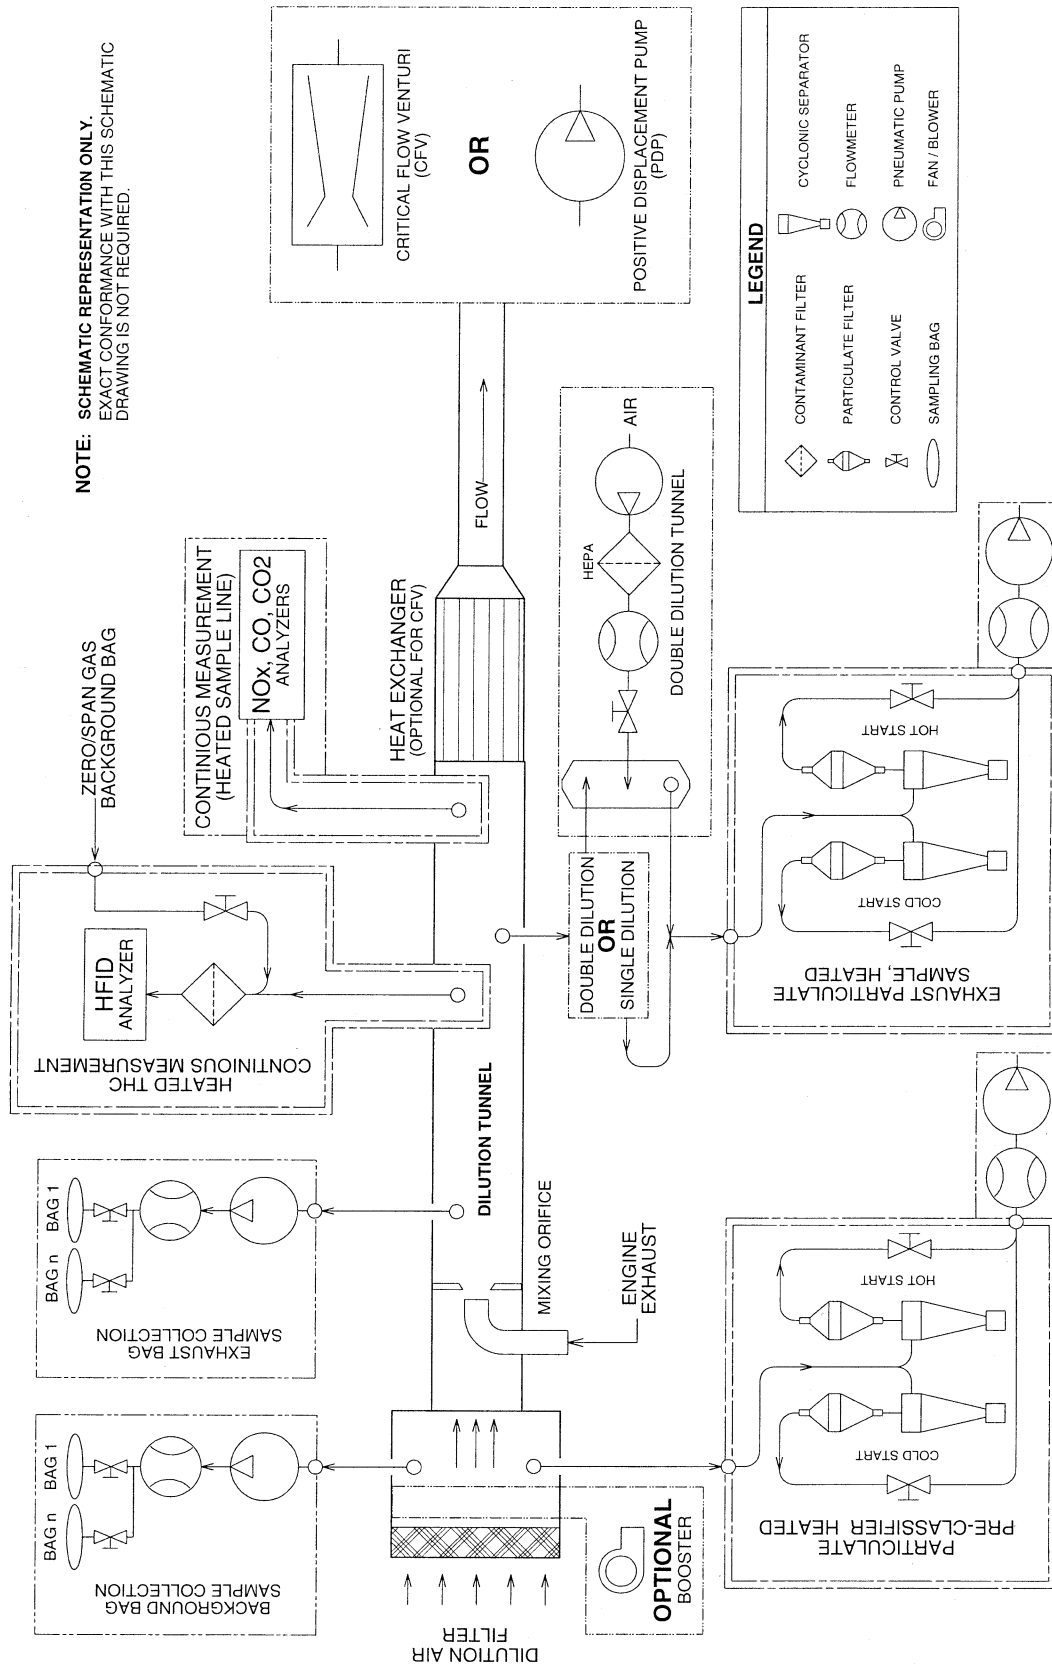 NOTE: SCHEMATIC REPRESENTATION ONLY.
EXACT CONFORMANCE WITH THIS SCHEMATIC
DRAWING IS NOT REQUIRED.
BAG n
BAG 1
BACKGROUND BAG
SAMPLE COLLECTION
BAG n
BAG 1
EXHAUST BAG
SAMPLE COLLECTION
HEATED THC
CONTINIOUS MEASUREMENT
HFID
ANALYZER
ZERO/SPAN GAS
BACKGROUND BAG
CONTINIOUS MEASUREMENT
(HEATED SAMPLE LINE)
NOx, CO, CO2
ANALYZERS
CRITICAL FLOW VENTURI
(CFV)
OR
POSITIVE DISPLACEMENT PUMP
(PDP)
DILUTION AIR
FILTER
DILUTION TUNNEL
MIXING ORIFICE
ENGINE
EXHAUST
HEAT EXCHANGER
(OPTIONAL FOR CFV)
FLOW
OPTIONAL
BOOSTER
DOUBLE DILUTION
OR
SINGLE DILUTION
HEPA
AIR
DOUBLE DILUTION TUNNEL
PARTICULATE
PRE-CLASSIFIER HEATED
COLD START
HOT START
EXHAUST PARTICULATE
SAMPLE, HEATED
COLD START
HOT START
LEGEND
CONTAMINANT FILTER
CYCLONIC SEPARATOR
PARTICULATE FILTER
FLOWMETER
CONTROL VALVE
PNEUMATIC PUMP
SAMPLING BAG
FAN / BLOWER